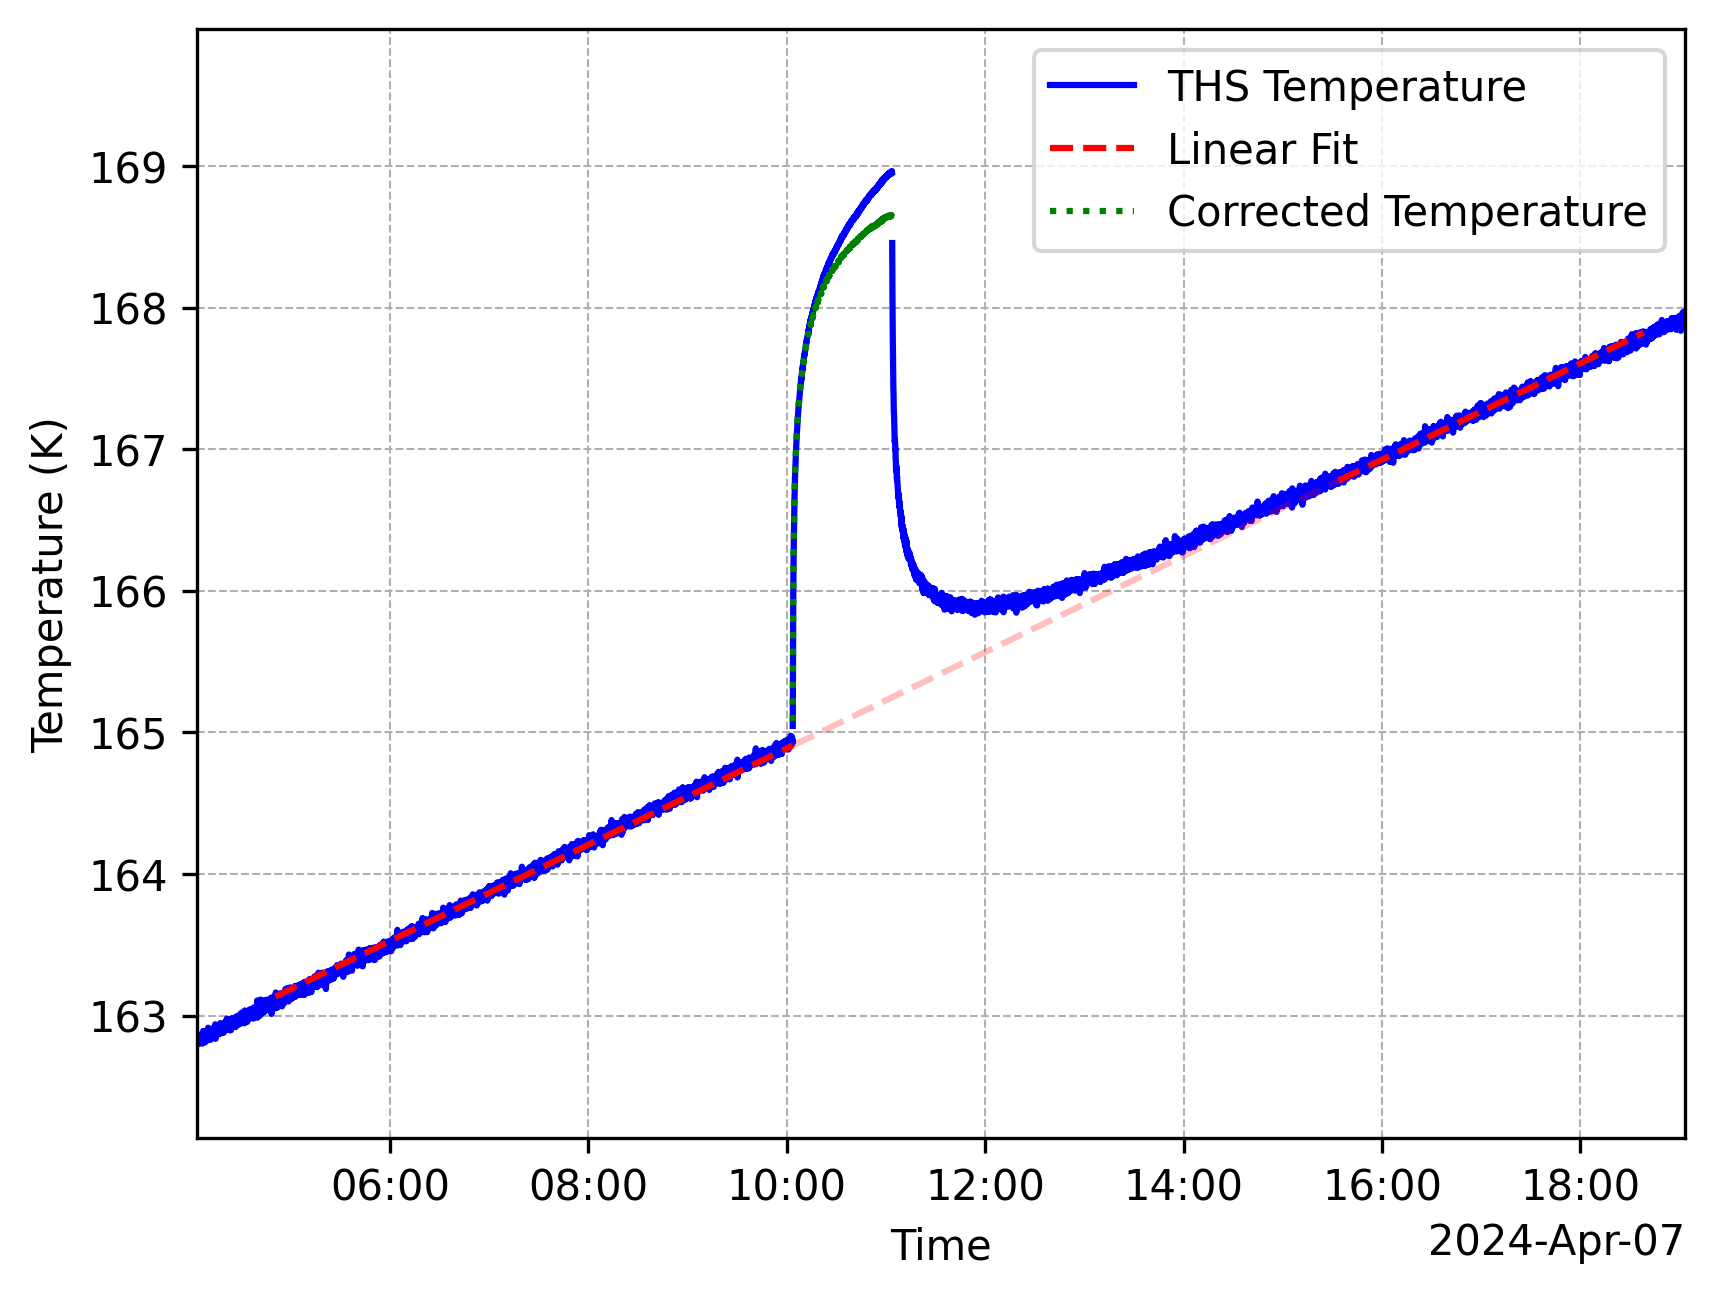 THS Temperature
Linear Fit
Corrected Temperature
169
168
167
166
165
164
163
Temperature (K)
06:00 08:00 10:00 12:00 14:00 16:00 18:00
Time
2024-Apr-07